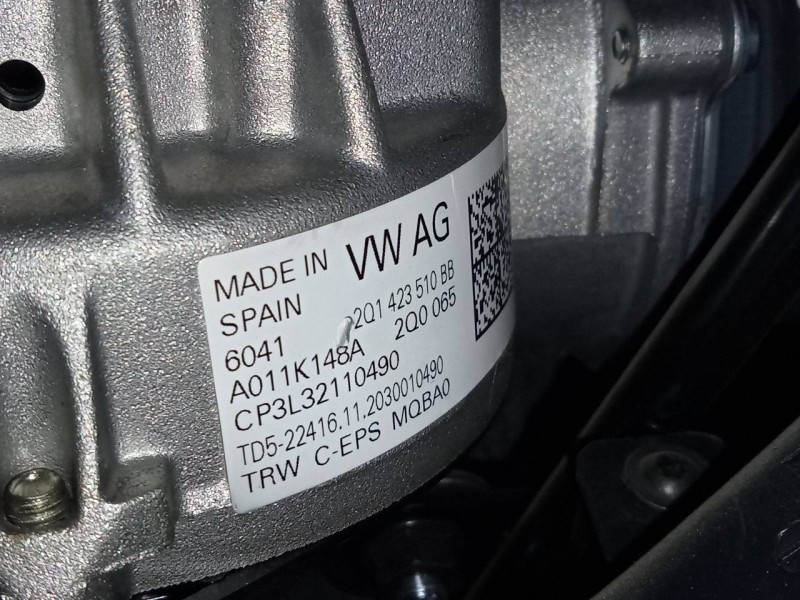 MADE IN VW AG
SPAIN 2Q1 423 510 BB
6041 2Q0 065
A011K148A
CP3L32110490
TD5-22416.11.2030010490
TRW C-EPS MQBA0